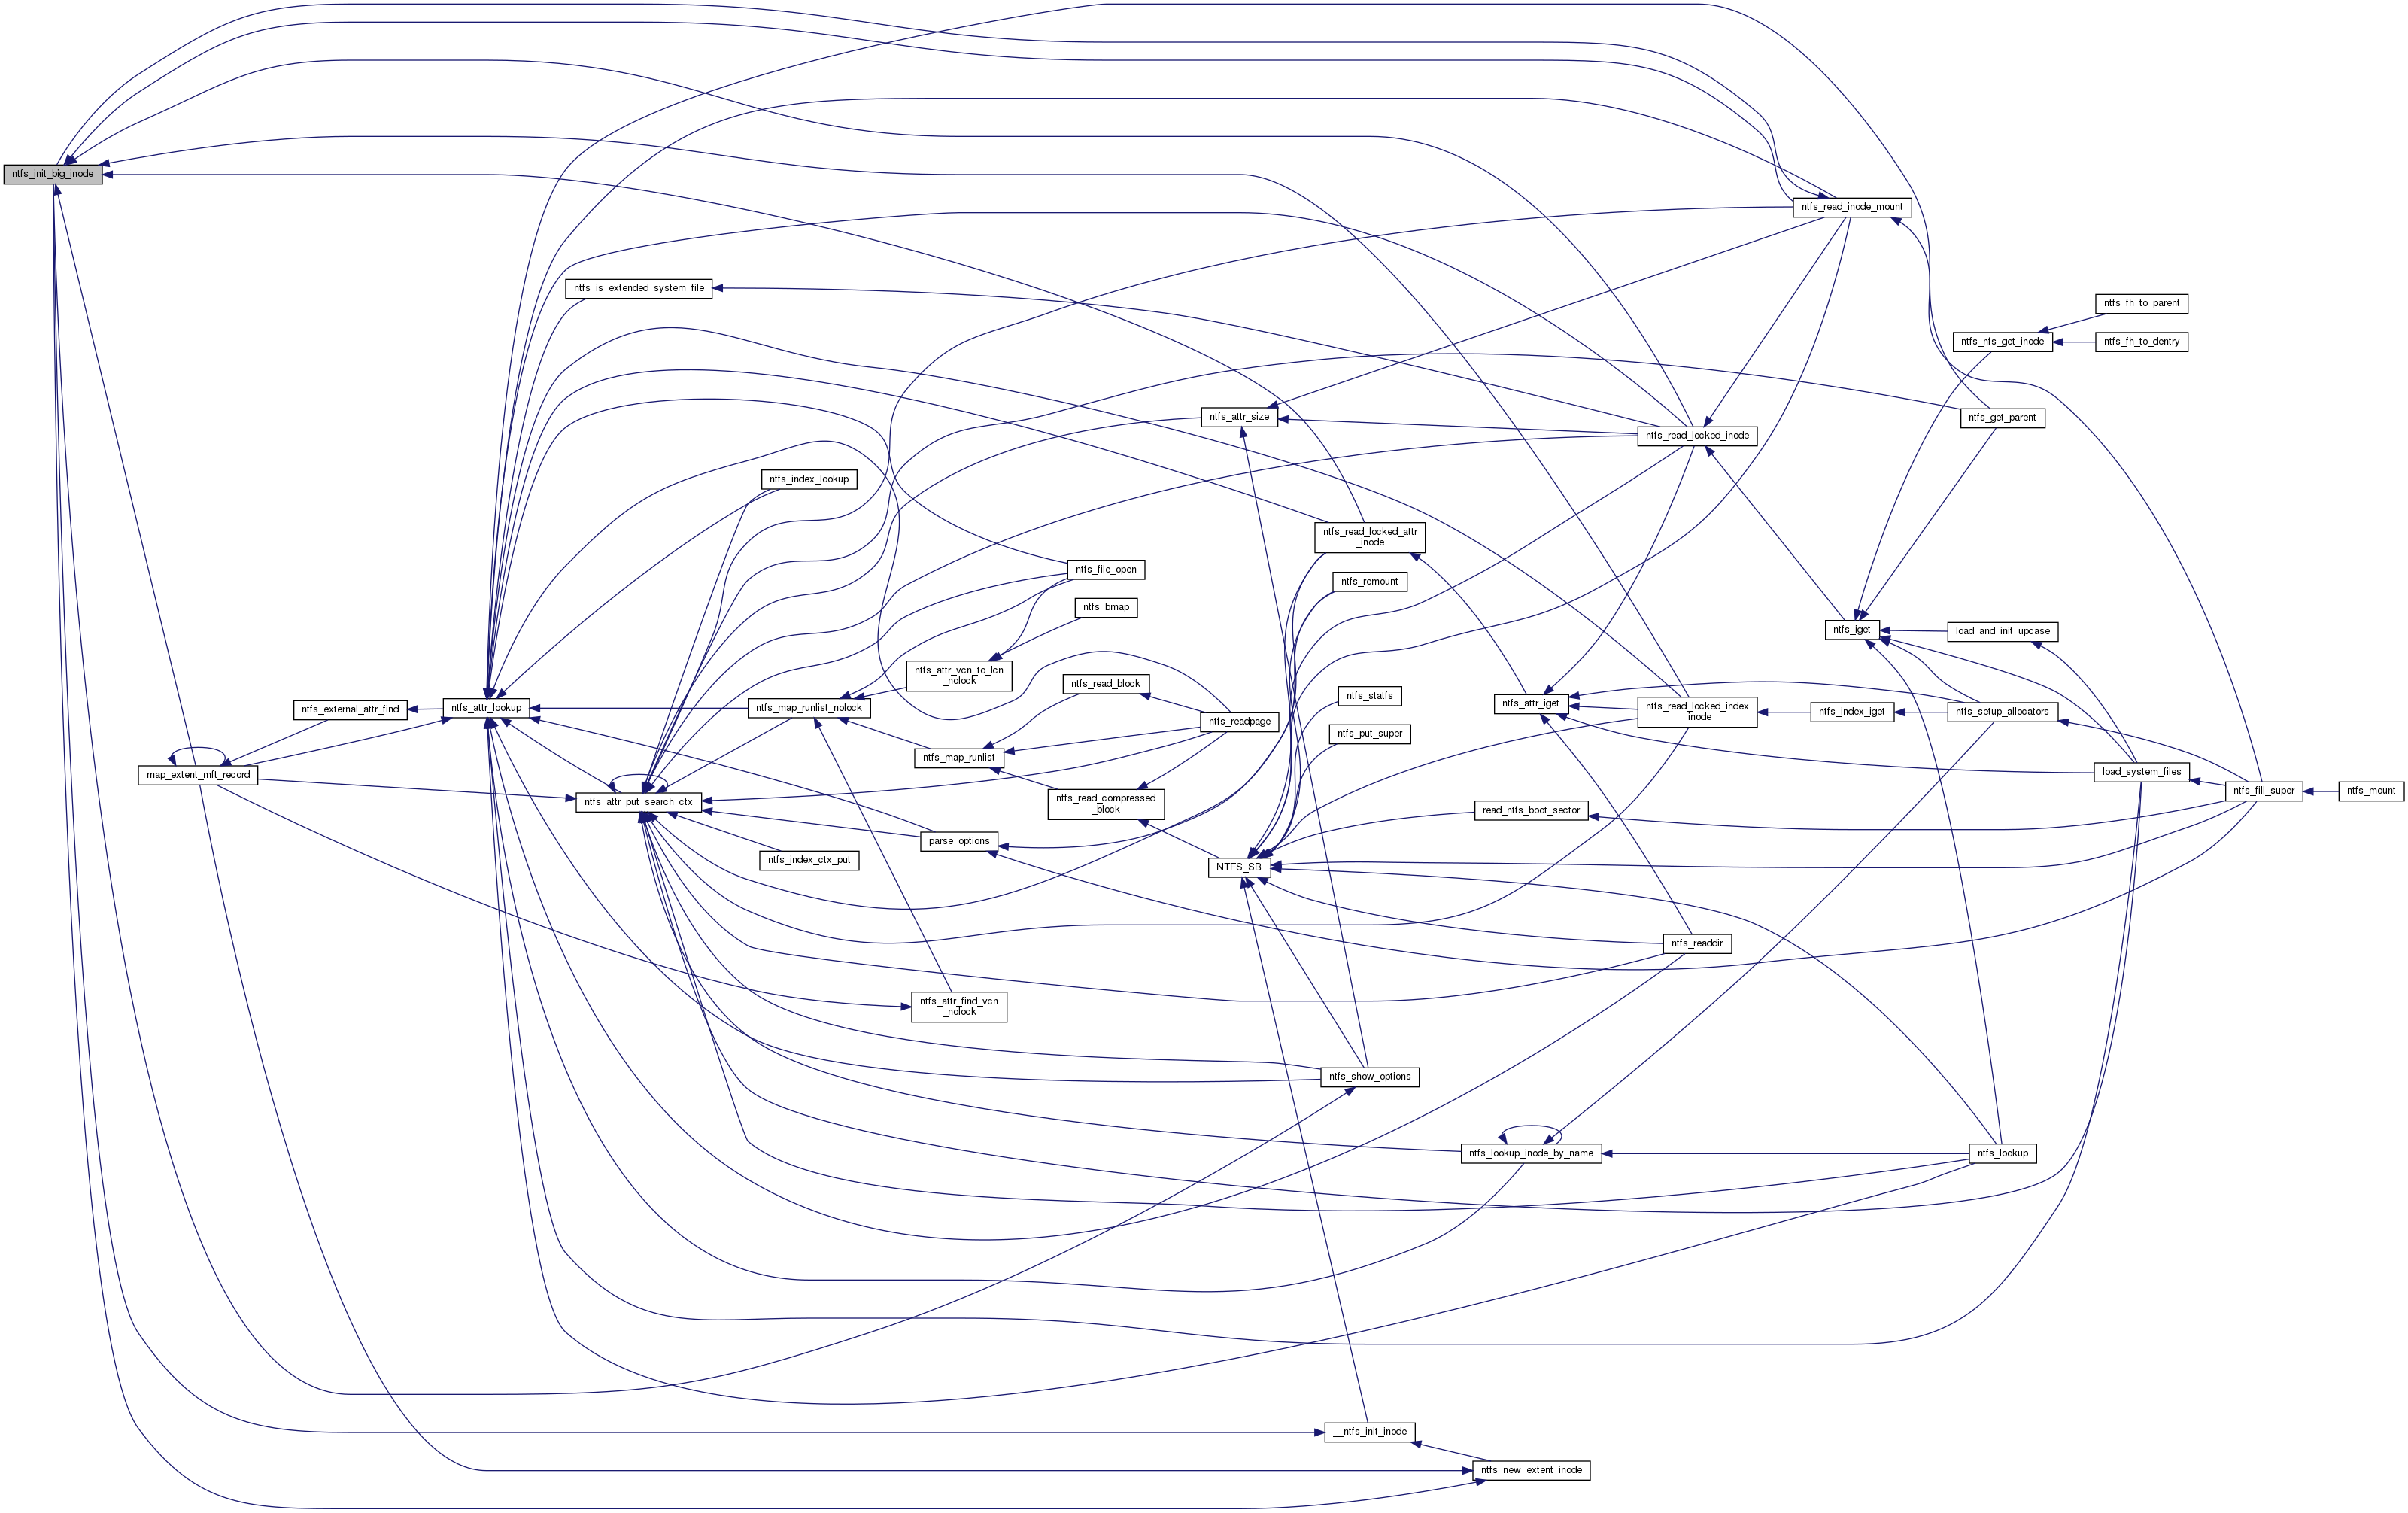 ntfs_init_big_inode
ntfs_read_inode_mount
ntfs_is_extended_system_file
ntfs_fh_to_parent
ntfs_nfs_get_inode
ntfs_fh_to_dentry
ntfs_attr_size
ntfs_get_parent
ntfs_read_locked_inode
ntfs_index_lookup
ntfs_read_locked_attr
_inode
ntfs_file_open
ntfs_remount
ntfs_bmap
ntfs_iget
load_and_init_upcase
ntfs_attr_vcn_to_lcn
_nolock
ntfs_read_block
ntfs_statfs
ntfs_external_attr_find
ntfs_attr_lookup
ntfs_map_runlist_nolock
ntfs_readpage
ntfs_attr_iget
ntfs_read_locked_index
_inode
ntfs_index_iget
ntfs_setup_allocators
ntfs_put_super
ntfs_map_runlist
map_extent_mft_record
load_system_files
ntfs_fill_super
ntfs_mount
ntfs_attr_put_search_ctx
ntfs_read_compressed
_block
read_ntfs_boot_sector
parse_options
ntfs_index_ctx_put
NTFS_SB
ntfs_readdir
ntfs_attr_find_vcn
_nolock
ntfs_show_options
ntfs_lookup_inode_by_name
ntfs_lookup
__ntfs_init_inode
ntfs_new_extent_inode